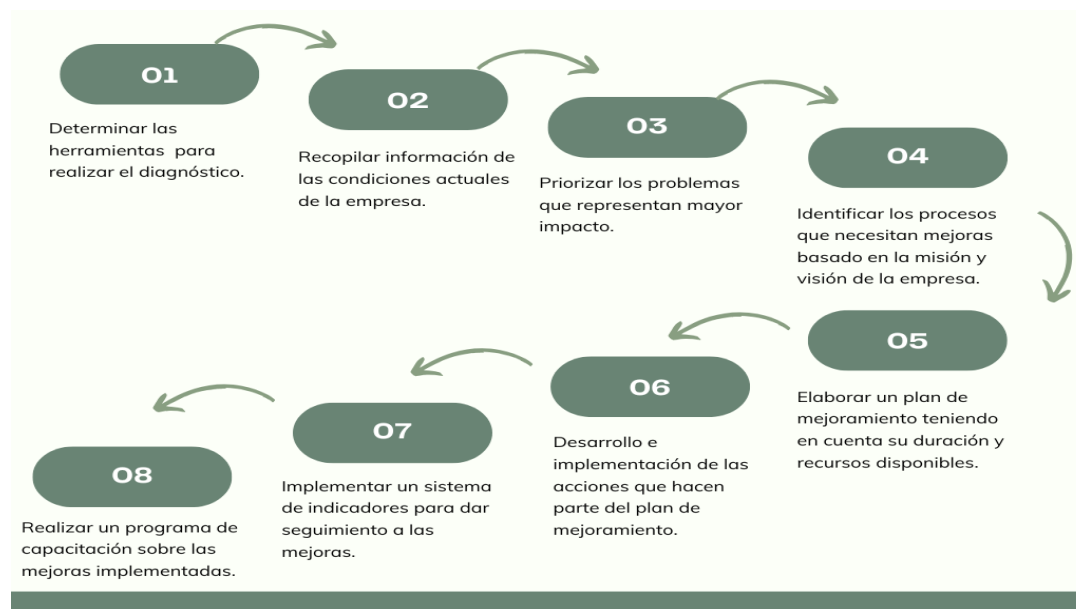 01
Determinar las
herramientas para
realizar el diagnóstico.
02
Recopilar información de
las condiciones actuales
de la empresa.
03
Priorizar los problemas
que representan mayor
impacto.
04
Identificar los procesos
que necesitan mejoras
basado en la misión y
visión de la empresa.
05
Elaborar un plan de
mejoramiento teniendo
en cuenta su duración y
recursos disponibles.
06
Desarrollo e
implementación de las
acciones que hacen
parte del plan de
mejoramiento.
07
Implementar un sistema
de indicadores para dar
seguimiento a las
mejoras.
08
Realizar un programa de
capacitación sobre las
mejoras implementadas.